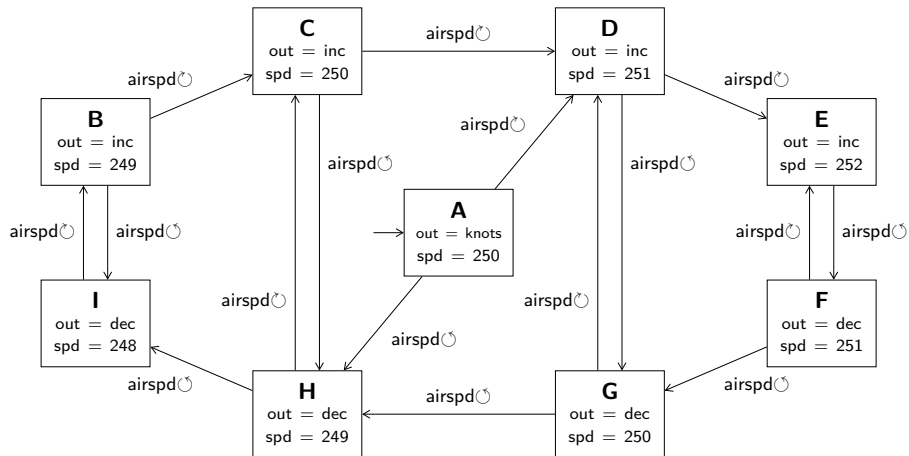 C
out = inc
spd = 250
airspd↻
D
out = inc
spd = 251
airspd↻
airspd↻
B
out = inc
spd = 249
E
out = inc
spd = 252
airspd↻
airspd↺
airspd↺
A
out = knots
spd = 250
airspd↻
airspd↺
airspd↻
airspd↺
I
out = dec
spd = 248
F
out = dec
spd = 251
airspd↻
airspd↻
airspd↺
airspd↺
airspd↺
H
out = dec
spd = 249
airspd↺
G
out = dec
spd = 250